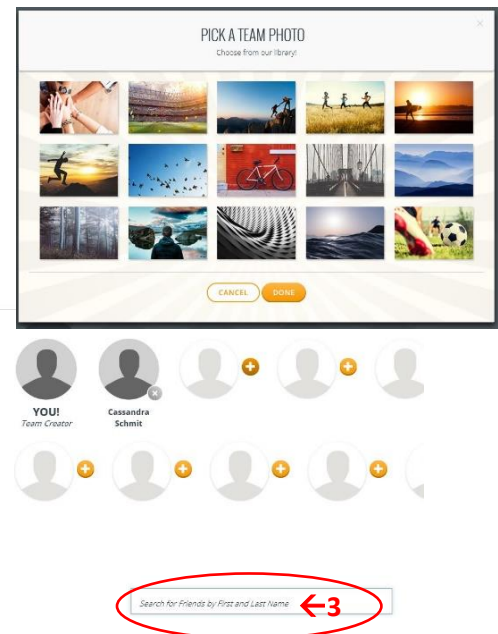 PICK A TEAM PHOTO
Choose from our library!
CANCEL DONE
YOU!
Team Creator
Cassandra
Schmit
Search for Friends by First and Last Name ←3